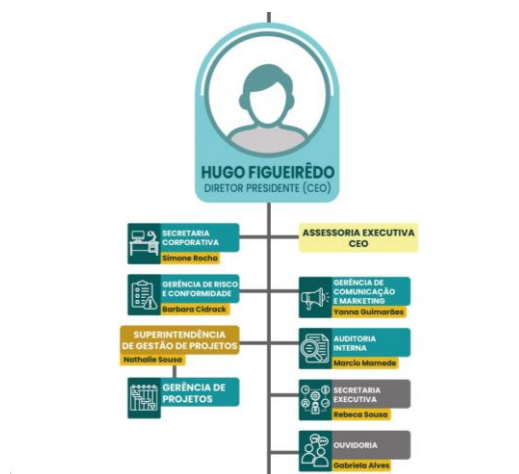 HUGO FIGUEIRÊDO
DIRETOR PRESIDENTE (CEO)
SECRETARIA
CORPORATIVA
Simone Rocha
ASSESSORIA EXECUTIVA
CEO
GERÊNCIA DE RISCO
E CONFORMIDADE
Barbara Cidrack
GERÊNCIA DE
COMUNICAÇÃO
E MARKETING
Yanna Guimarães
SUPERINTENDÊNCIA
DE GESTÃO DE PROJETOS
Nathalie Sousa
AUDITORIA
INTERNA
Marcio Mamede
GERÊNCIA DE
PROJETOS
SECRETARIA
EXECUTIVA
Rebeca Sousa
OUVIDORIA
Gabriela Alves